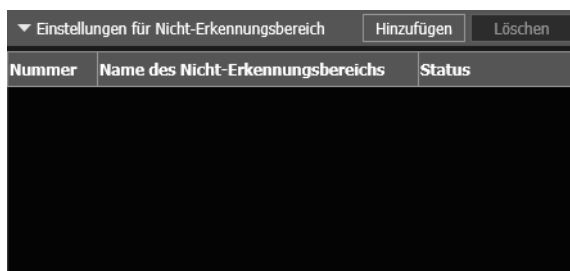 Einstellungen für Nicht-Erkennungsbereich Hinzufügen Löschen
Nummer Name des Nicht-Erkennungsbereichs Status